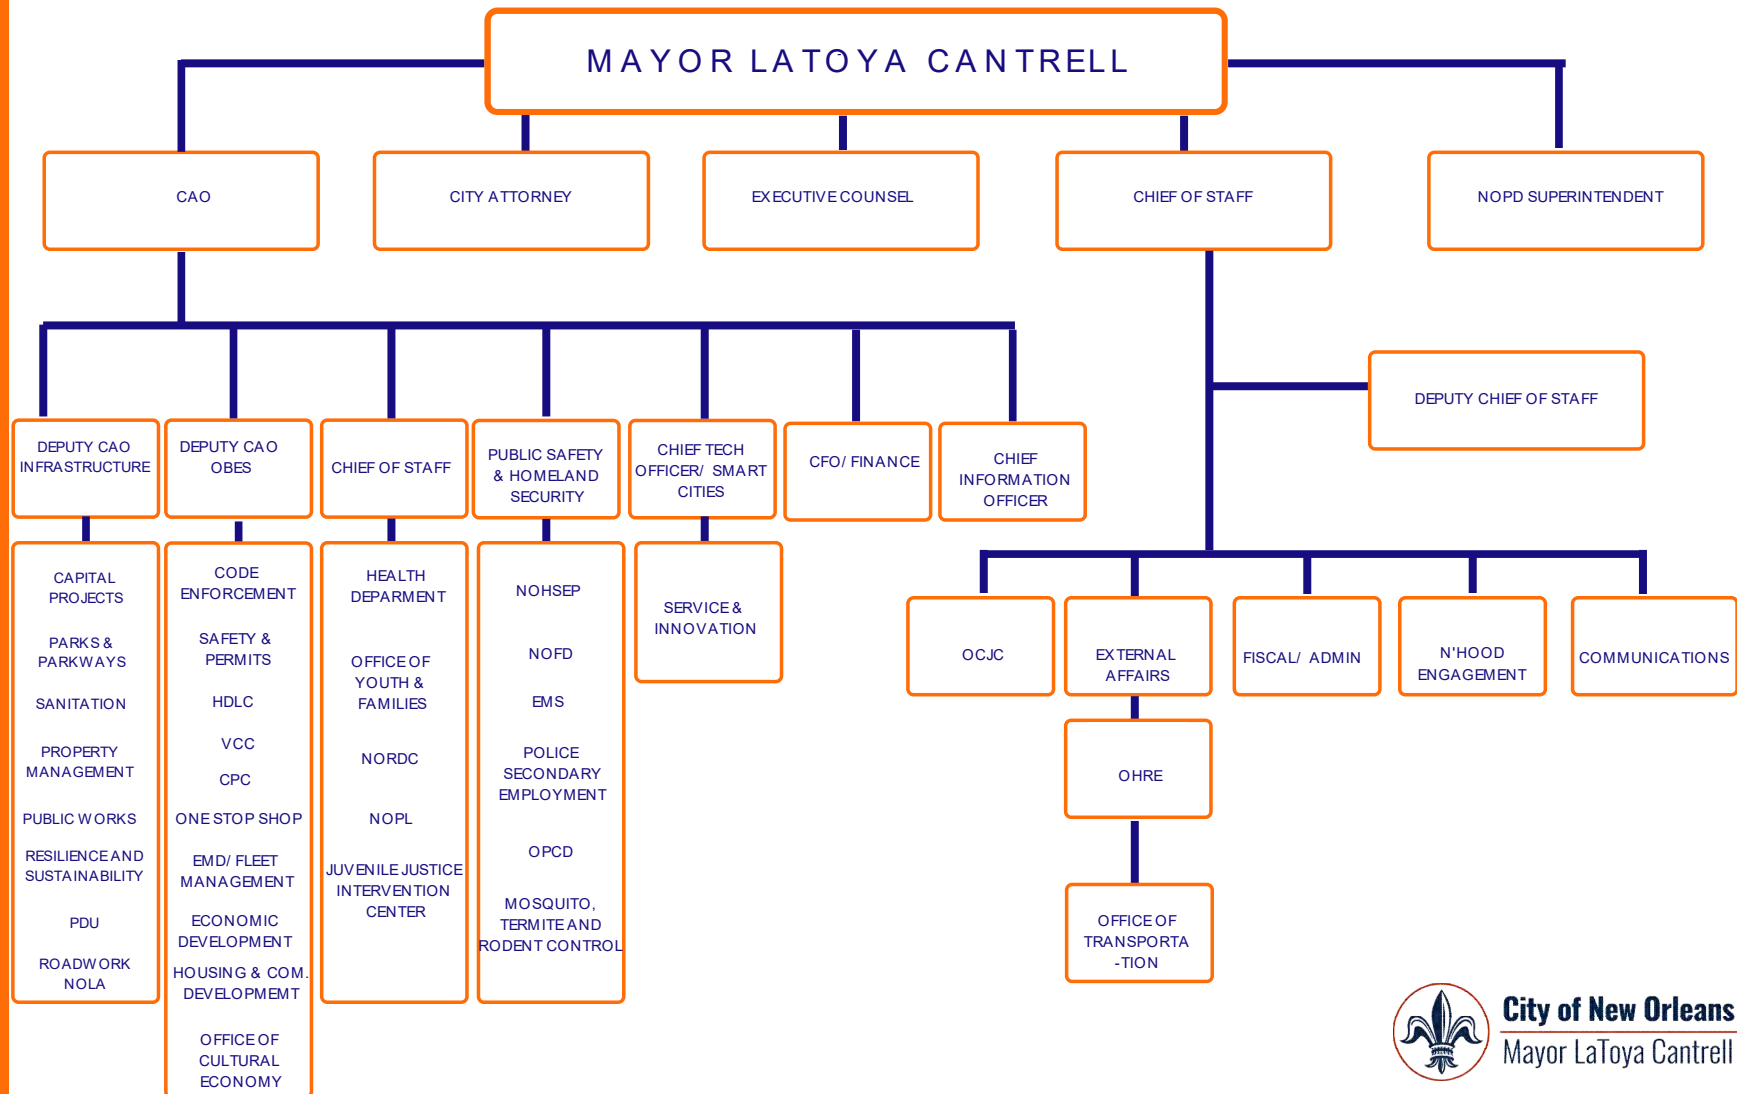 MAYOR LATOYA CANTRELL
CAO
CITY ATTORNEY
EXECUTIVE COUNSEL
CHIEF OF STAFF
NOPD SUPERINTENDENT
DEPUTY CHIEF OF STAFF
DEPUTY CAO
INFRASTRUCTURE
DEPUTY CAO
OBES
CHIEF OF STAFF
PUBLIC SAFETY
& HOMELAND
SECURITY
CHIEF TECH
OFFICER/ SMART
CITIES
CFO/ FINANCE
CHIEF
INFORMATION
OFFICER
CAPITAL
PROJECTS
PARKS &
PARKWAYS
SANITATION
PROPERTY
MANAGEMENT
PUBLIC WORKS
RESILIENCE AND
SUSTAINABILITY
PDU
ROADWORK
NOLA
CODE
ENFORCEMENT
SAFETY &
PERMITS
HDLC
VCC
CPC
ONE STOP SHOP
EMD/ FLEET
MANAGEMENT
ECONOMIC
DEVELOPMENT
HOUSING & COM.
DEVELOPMEMT
OFFICE OF
CULTURAL
ECONOMY
HEALTH
DEPARMENT
OFFICE OF
YOUTH &
FAMILIES
NORDC
NOPL
JUVENILE JUSTICE
INTERVENTION
CENTER
NOHSEP
NOFD
EMS
POLICE
SECONDARY
EMPLOYMENT
OPCD
MOSQUITO,
TERMITE AND
RODENT CONTROL
SERVICE &
INNOVATION
OCJC
EXTERNAL
AFFAIRS
FISCAL/ ADMIN
N'HOOD
ENGAGEMENT
COMMUNICATIONS
OHRE
OFFICE OF
TRANSPORTA
-TION
City of New Orleans
Mayor LaToya Cantrell